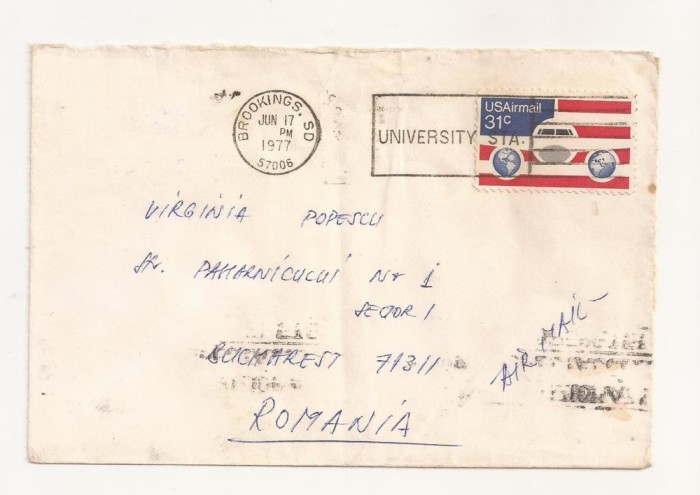 BROOKINGS, SD
JUN 17
PM
1977
57006
UNIVERSITY STA.
USAirmail
31c
VIRGINIA POPESCU
Str. PAHARNICULUI Nr 1
SECTOR 1
BUCHAREST 71311
AIR MAIL
ROMANIA